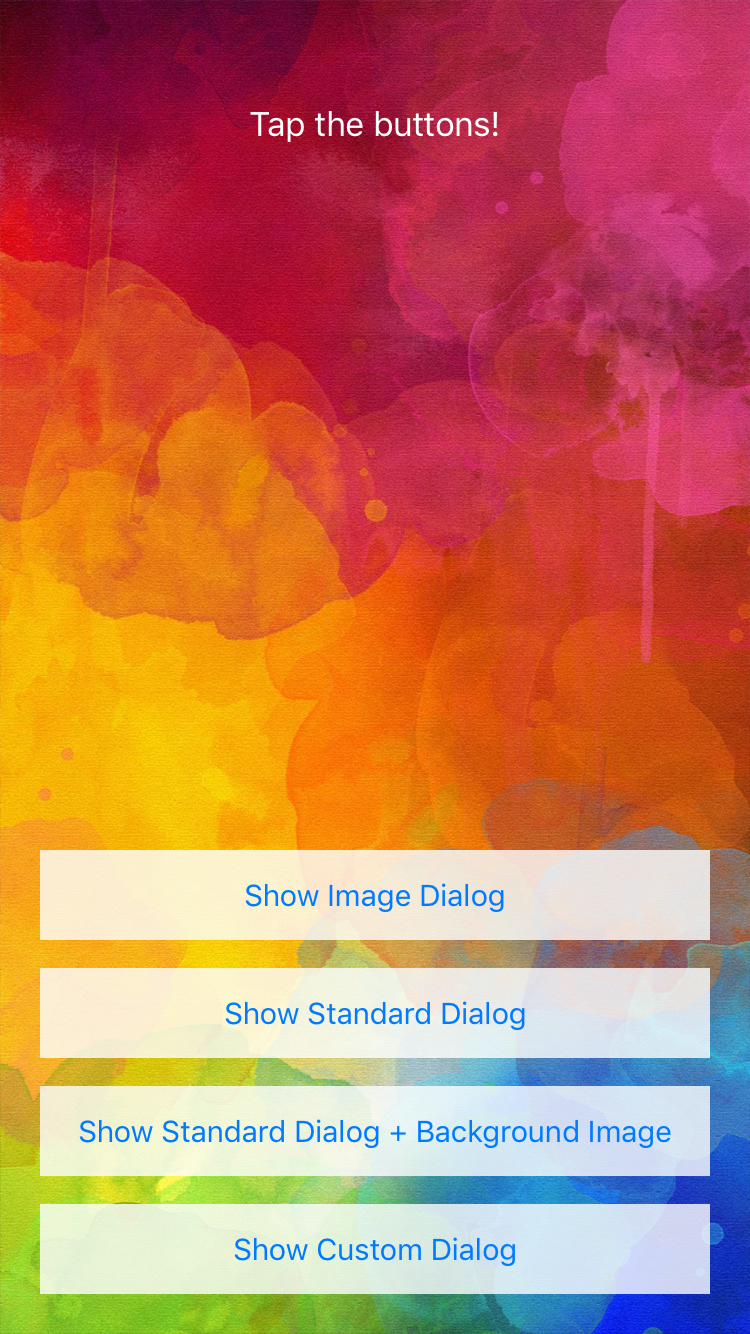 Tap the buttons!
Show Image Dialog
Show Standard Dialog
Show Standard Dialog + Background Image
Show Custom Dialog